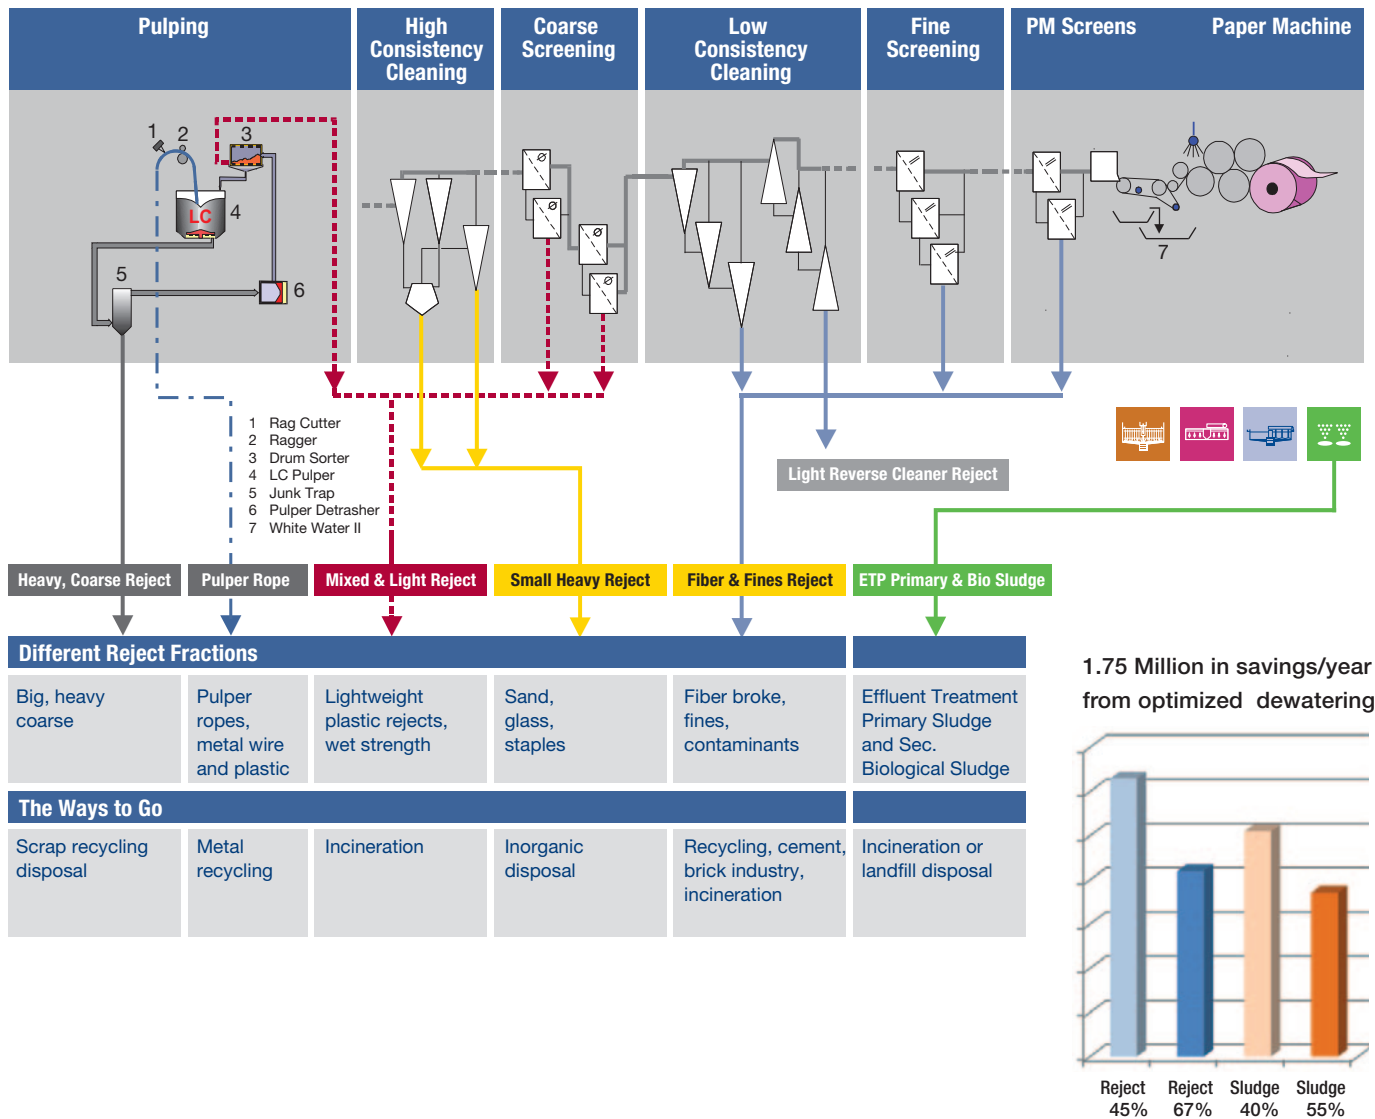 Pulping
High
Consistency
Cleaning
Coarse
Screening
Low
Consistency
Cleaning
Fine
Screening
PM Screens
Paper Machine
1
2
3
LC
4
5
6
7
1 Rag Cutter
2 Ragger
3 Drum Sorter
4 LC Pulper
5 Junk Trap
6 Pulper Detrasher
7 White Water II
Light Reverse Cleaner Reject
Heavy, Coarse Reject
Pulper Rope
Mixed & Light Reject
Small Heavy Reject
Fiber & Fines Reject
ETP Primary & Bio Sludge
Different Reject Fractions
Big, heavy
coarse
Pulper
ropes,
metal wire
and plastic
Lightweight
plastic rejects,
wet strength
Sand,
glass,
staples
Fiber broke,
fines,
contaminants
Effluent Treatment
Primary Sludge
and Sec.
Biological Sludge
The Ways to Go
Scrap recycling
disposal
Metal
recycling
Incineration
Inorganic
disposal
Recycling, cement,
brick industry,
incineration
Incineration or
landfill disposal
1.75 Million in savings/year
from optimized dewatering
Reject
45%
Reject
67%
Sludge
40%
Sludge
55%